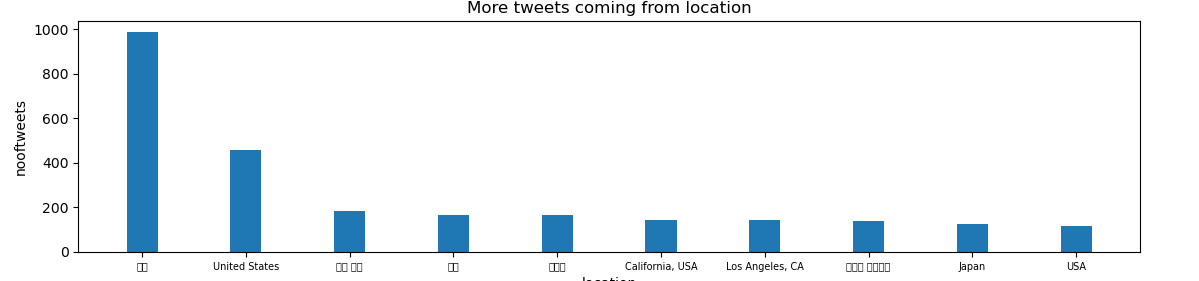 More tweets coming from location
1000
800
600
400
200
0
nooftweets
United States
California, USA
Los Angeles, CA
Japan
USA
location